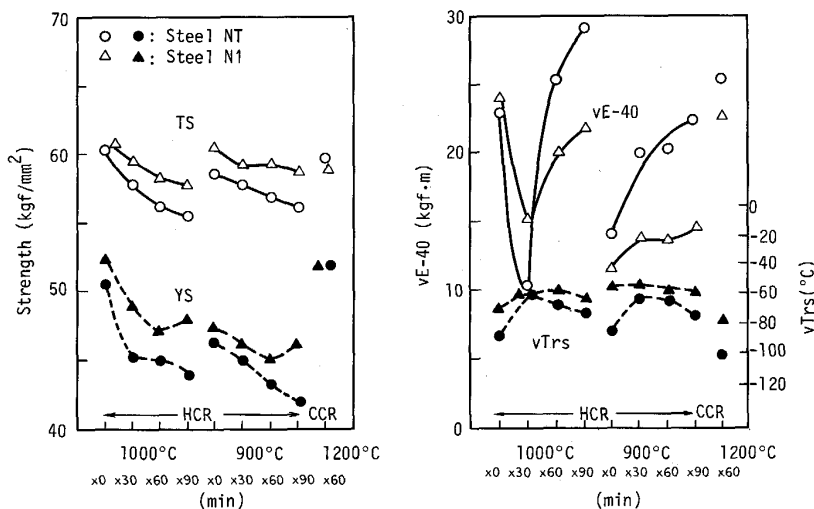 70
○ ●: Steel NT
△ ▲: Steel N1
TS
60
Strength (kgf/mm²)
50
YS
HCR
CCR
40
1000°C
900°C
1200°C
x0 x30 x60 x90 x0 x30 x60 x90 x60
(min)
30
vE-40
20
vE-40 (kgf·m)
10
vTrs
0
-20
-40
-60
-80
-100
-120
vTrs(°C)
HCR
CCR
0
1000°C
900°C
1200°C
x0 x30 x60 x90 x0 x30 x60 x90 x60
(min)